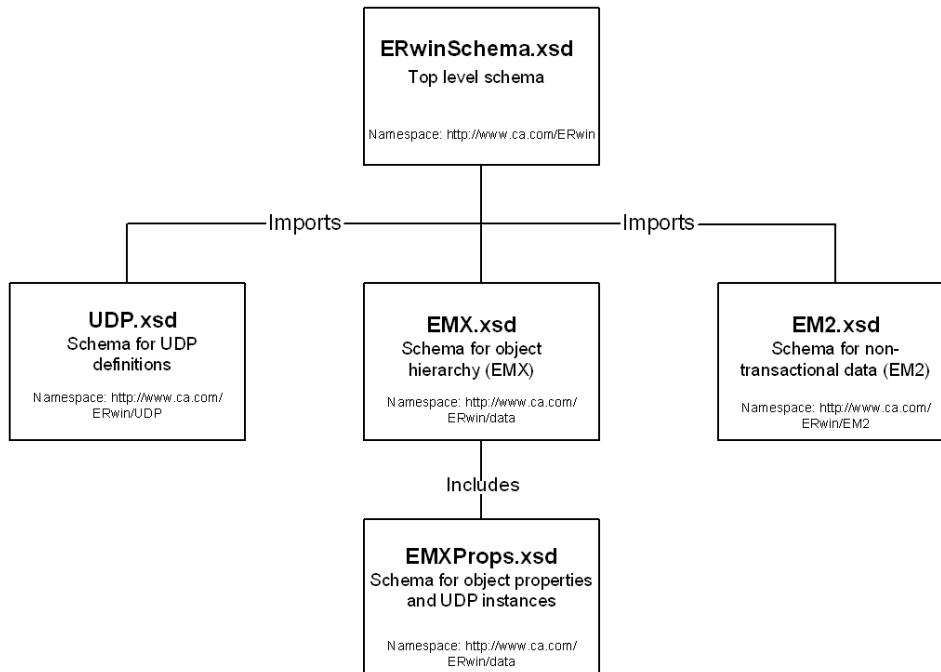 ERwinSchema.xsd
Top level schema
Namespace: http://www.ca.com/ERwin
Imports
Imports
UDP.xsd
Schema for UDP
definitions
Namespace: http://www.ca.com/
ERwin/UDP
EMX.xsd
Schema for object
hierarchy (EMX)
Namespace: http://www.ca.com/
ERwin/data
EM2.xsd
Schema for non-
transactional data (EM2)
Namespace: http://www.ca.com/
ERwin/EM2
Includes
EMXProps.xsd
Schema for object properties
and UDP instances
Namespace: http://www.ca.com/
ERwin/data